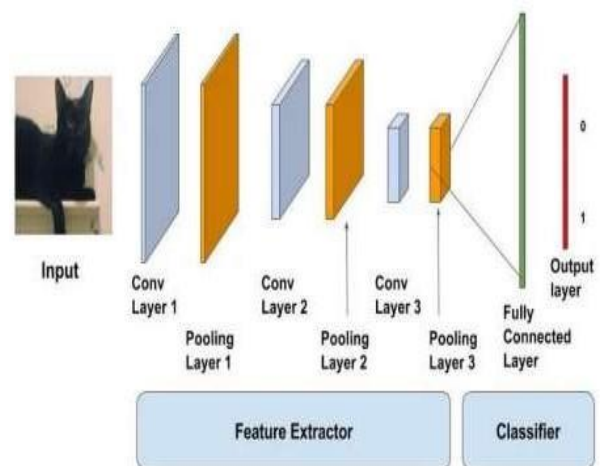 Input
Conv
Layer 1
Pooling
Layer 1
Conv
Layer 2
Pooling
Layer 2
Conv
Layer 3
Pooling
Layer 3
Fully
Connected
Layer
Output
layer
0
1
Feature Extractor
Classifier